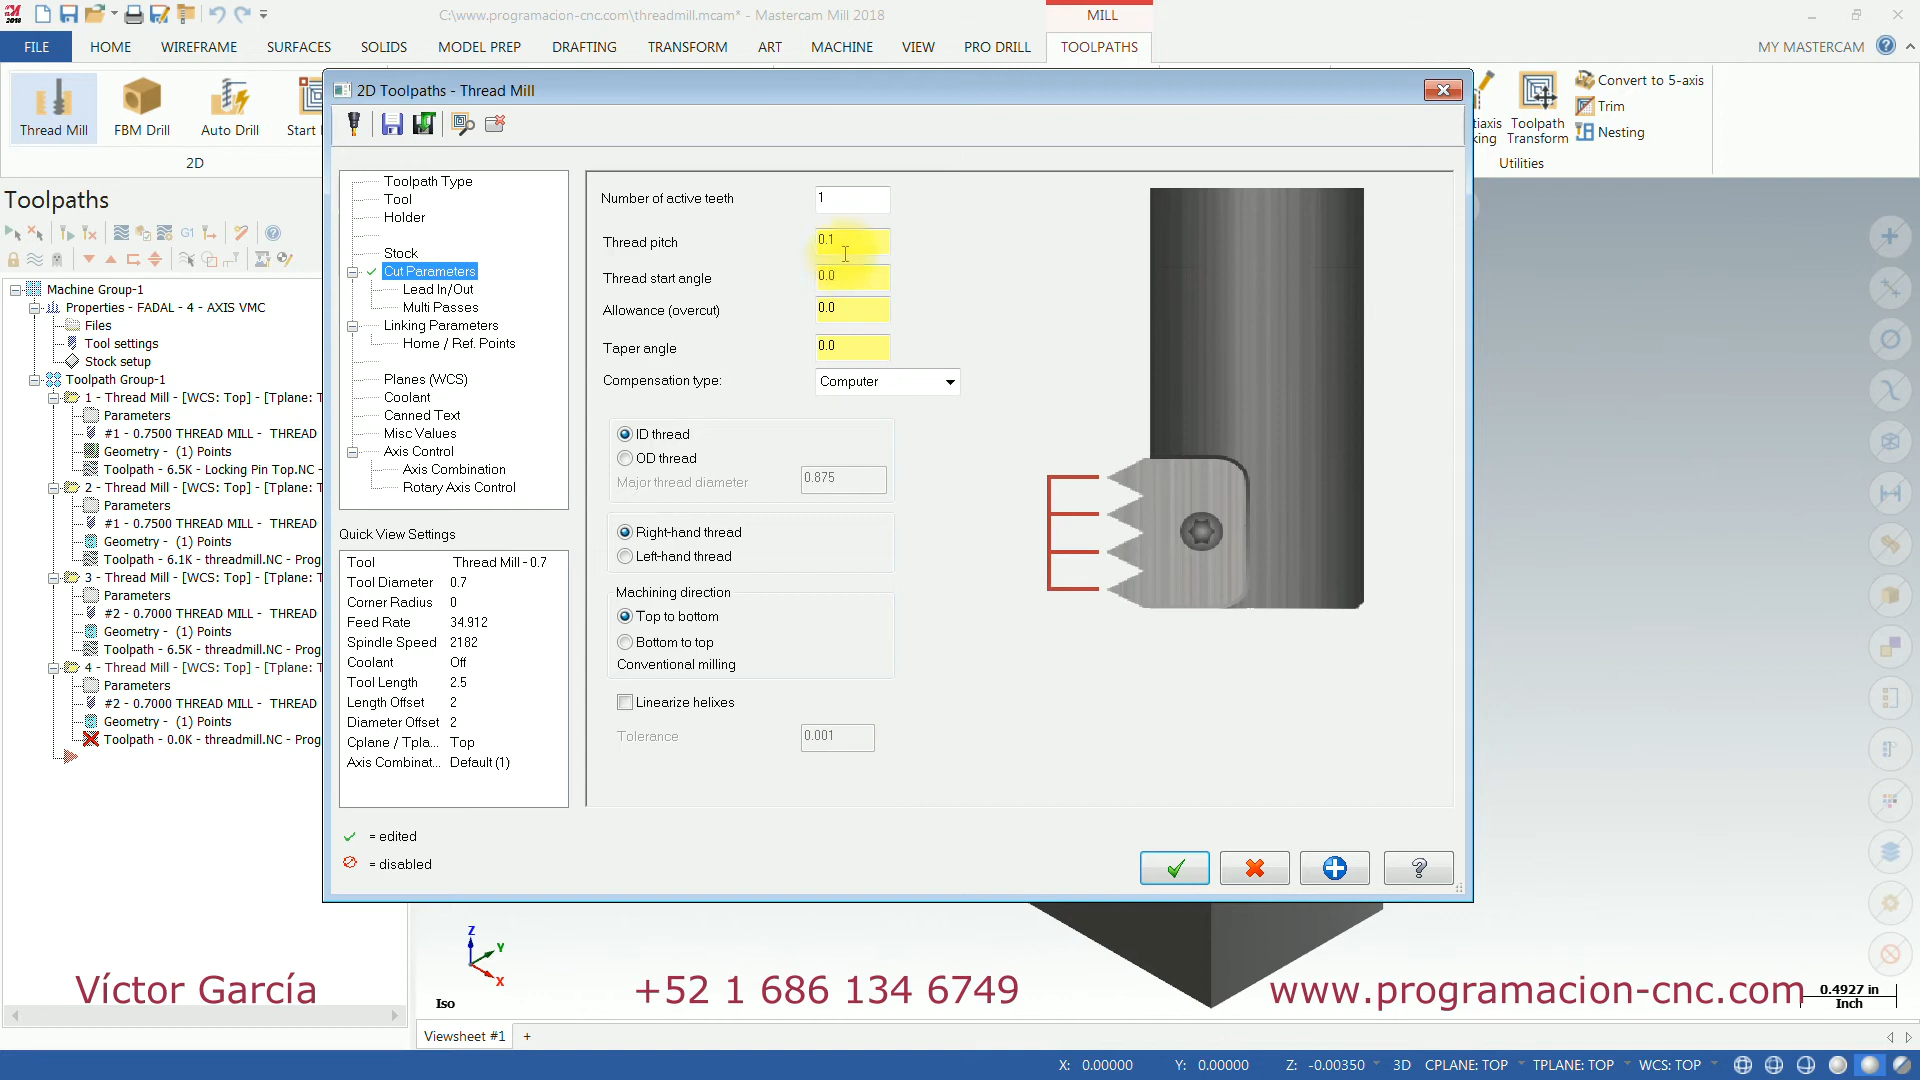 2018
C:\www.programacion-cnc.com\threadmill.mcam* - Mastercam Mill 2018
MILL
FILE HOME WIREFRAME SURFACES SOLIDS MODEL PREP DRAFTING TRANSFORM ART MACHINE VIEW PRO DRILL TOOLPATHS MY MASTERCAM
Thread Mill FBM Drill Auto Drill Start
2D
Toolpath Transform
Convert to 5-axis
Trim
Nesting
Utilities
Toolpaths
G1
Machine Group-1
Properties - FADAL - 4 - AXIS VMC
Files
Tool settings
Stock setup
Toolpath Group-1
1 - Thread Mill - [WCS: Top] - [Tplane: T
Parameters
#1 - 0.7500 THREAD MILL - THREAD
Geometry - (1) Points
Toolpath - 6.5K - Locking Pin Top.NC -
2 - Thread Mill - [WCS: Top] - [Tplane: T
Parameters
#1 - 0.7500 THREAD MILL - THREAD
Geometry - (1) Points
Toolpath - 6.1K - threadmill.NC - Prog
3 - Thread Mill - [WCS: Top] - [Tplane: T
Parameters
#2 - 0.7000 THREAD MILL - THREAD
Geometry - (1) Points
Toolpath - 6.5K - threadmill.NC - Prog
4 - Thread Mill - [WCS: Top] - [Tplane: T
Parameters
#2 - 0.7000 THREAD MILL - THREAD
Geometry - (1) Points
Toolpath - 0.0K - threadmill.NC - Prog
2D Toolpaths - Thread Mill
Toolpath Type
Tool
Holder
Stock
Cut Parameters
Lead In/Out
Multi Passes
Linking Parameters
Home / Ref. Points
Planes (WCS)
Coolant
Canned Text
Misc Values
Axis Control
Axis Combination
Rotary Axis Control
Quick View Settings
Tool Thread Mill - 0.7
Tool Diameter 0.7
Corner Radius 0
Feed Rate 34.912
Spindle Speed 2182
Coolant Off
Tool Length 2.5
Length Offset 2
Diameter Offset 2
Cplane / Tpla... Top
Axis Combinat... Default (1)
= edited
= disabled
Number of active teeth 1
Thread pitch 0.1
Thread start angle 0.0
Allowance (overcut) 0.0
Taper angle 0.0
Compensation type: Computer
ID thread
OD thread
Major thread diameter 0.875
Right-hand thread
Left-hand thread
Machining direction
Top to bottom
Bottom to top
Conventional milling
Linearize helixes
Tolerance 0.001
Z
Y
X
Iso
Víctor García +52 1 686 134 6749 www.programacion-cnc.com
0.4927 in
Inch
Viewsheet #1 +
X: 0.00000 Y: 0.00000 Z: -0.00350 3D CPLANE: TOP TPLANE: TOP WCS: TOP